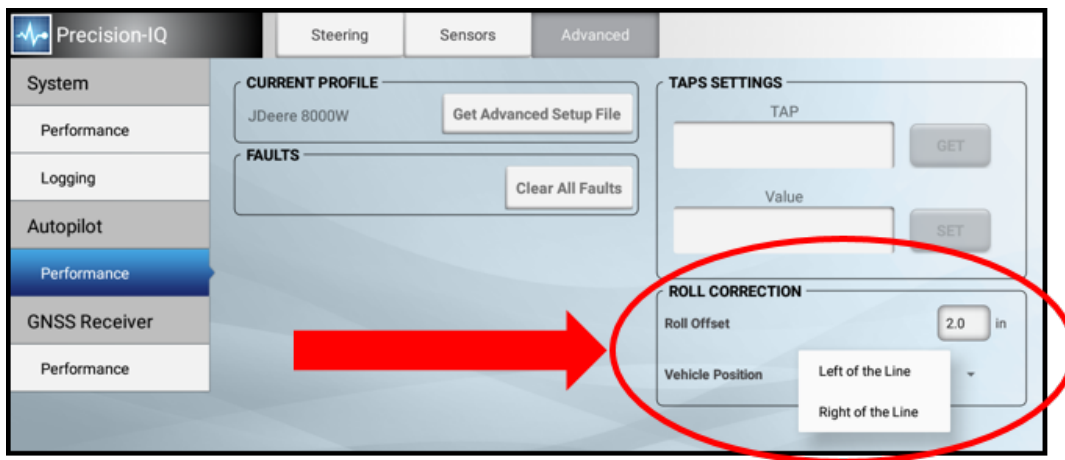 Precision-IQ
Steering
Sensors
Advanced
System
Performance
Logging
Autopilot
Performance
GNSS Receiver
Performance
CURRENT PROFILE
JDeere 8000W
Get Advanced Setup File
FAULTS
Clear All Faults
TAPS SETTINGS
TAP
GET
Value
SET
ROLL CORRECTION
Roll Offset
2.0 in
Vehicle Position
Left of the Line
Right of the Line